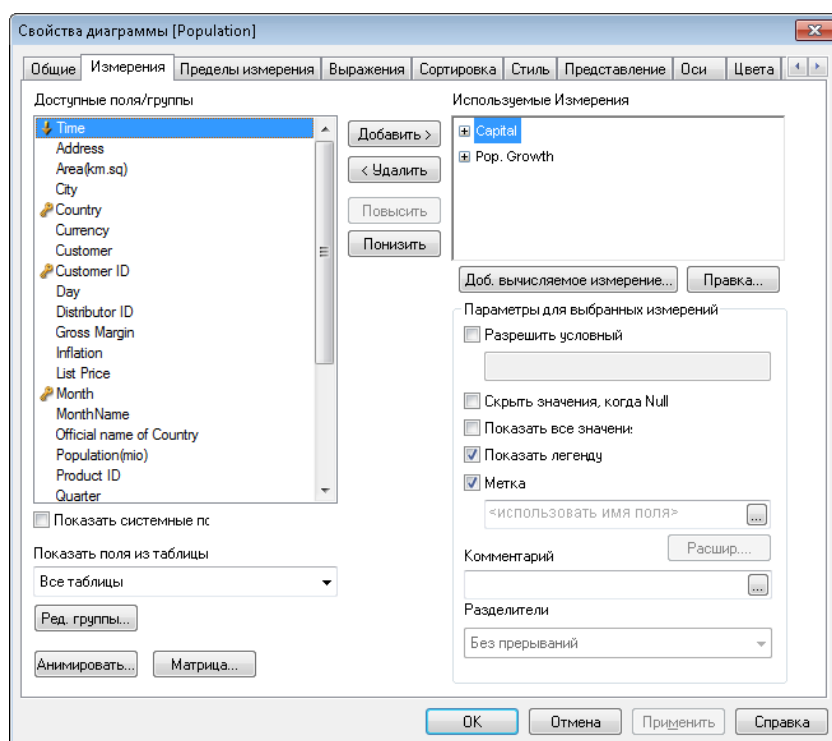 Свойства диаграммы [Population]
Общие Измерения Пределы измерения Выражения Сортировка Стиль Представление Оси Цвета
Доступные поля/группы
Time
Address
Area(km.sq)
City
Country
Currency
Customer
Customer ID
Day
Distributor ID
Gross Margin
Inflation
List Price
Month
MonthName
Official name of Country
Population(mio)
Product ID
Quarter
Показать системные по
Показать поля из таблицы
Все таблицы
Ред. группы...
Анимировать... Матрица...
Добавить >
< Удалить
Повысить
Понизить
Используемые Измерения
Capital
Pop. Growth
Доб. вычисляемое измерение... Правка...
Параметры для выбранных измерений
Разрешить условный
Скрыть значения, когда Null
Показать все значени:
Показать легенду
Метка
<использовать имя поля> ...
Расшир....
Комментарий
...
Разделители
Без прерываний
OK Отмена Применить Справка